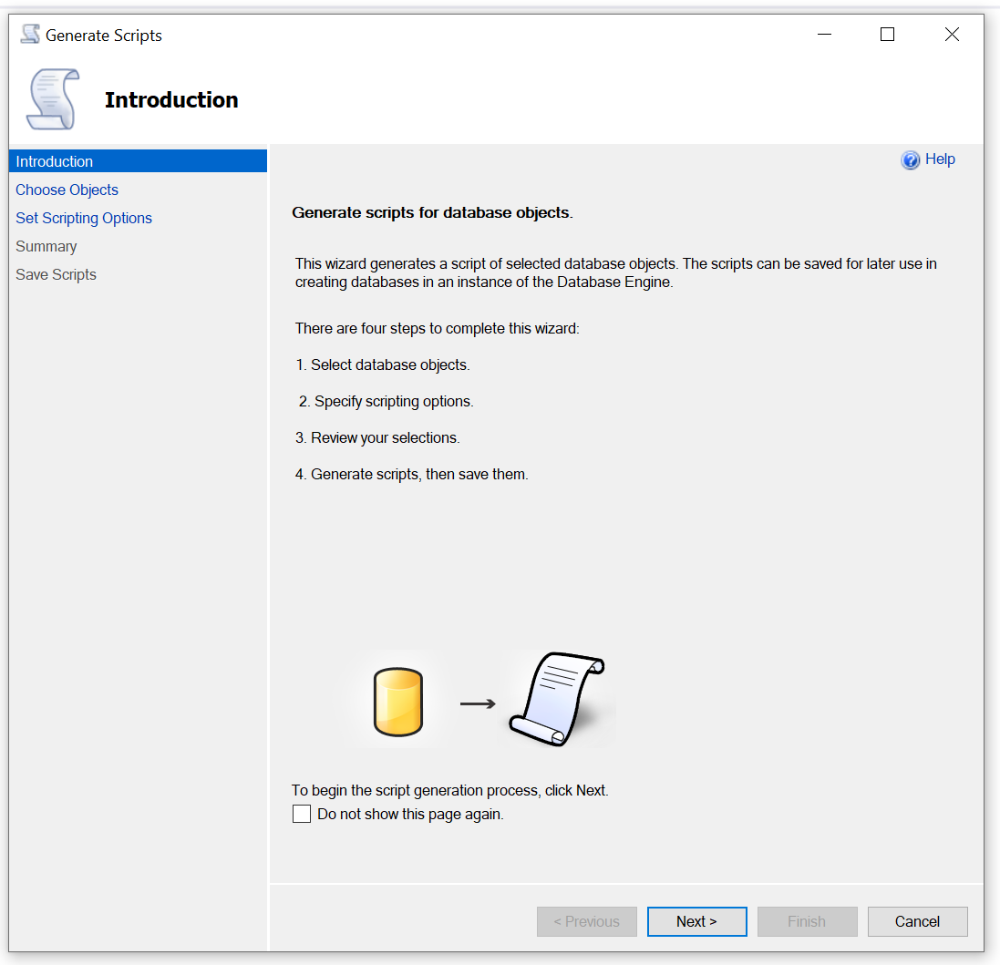 Generate Scripts
Introduction
Introduction
Choose Objects
Set Scripting Options
Summary
Save Scripts
Help
Generate scripts for database objects.
This wizard generates a script of selected database objects. The scripts can be saved for later use in
creating databases in an instance of the Database Engine.
There are four steps to complete this wizard:
1. Select database objects.
2. Specify scripting options.
3. Review your selections.
4. Generate scripts, then save them.
To begin the script generation process, click Next.
Do not show this page again.
< Previous
Next >
Finish
Cancel